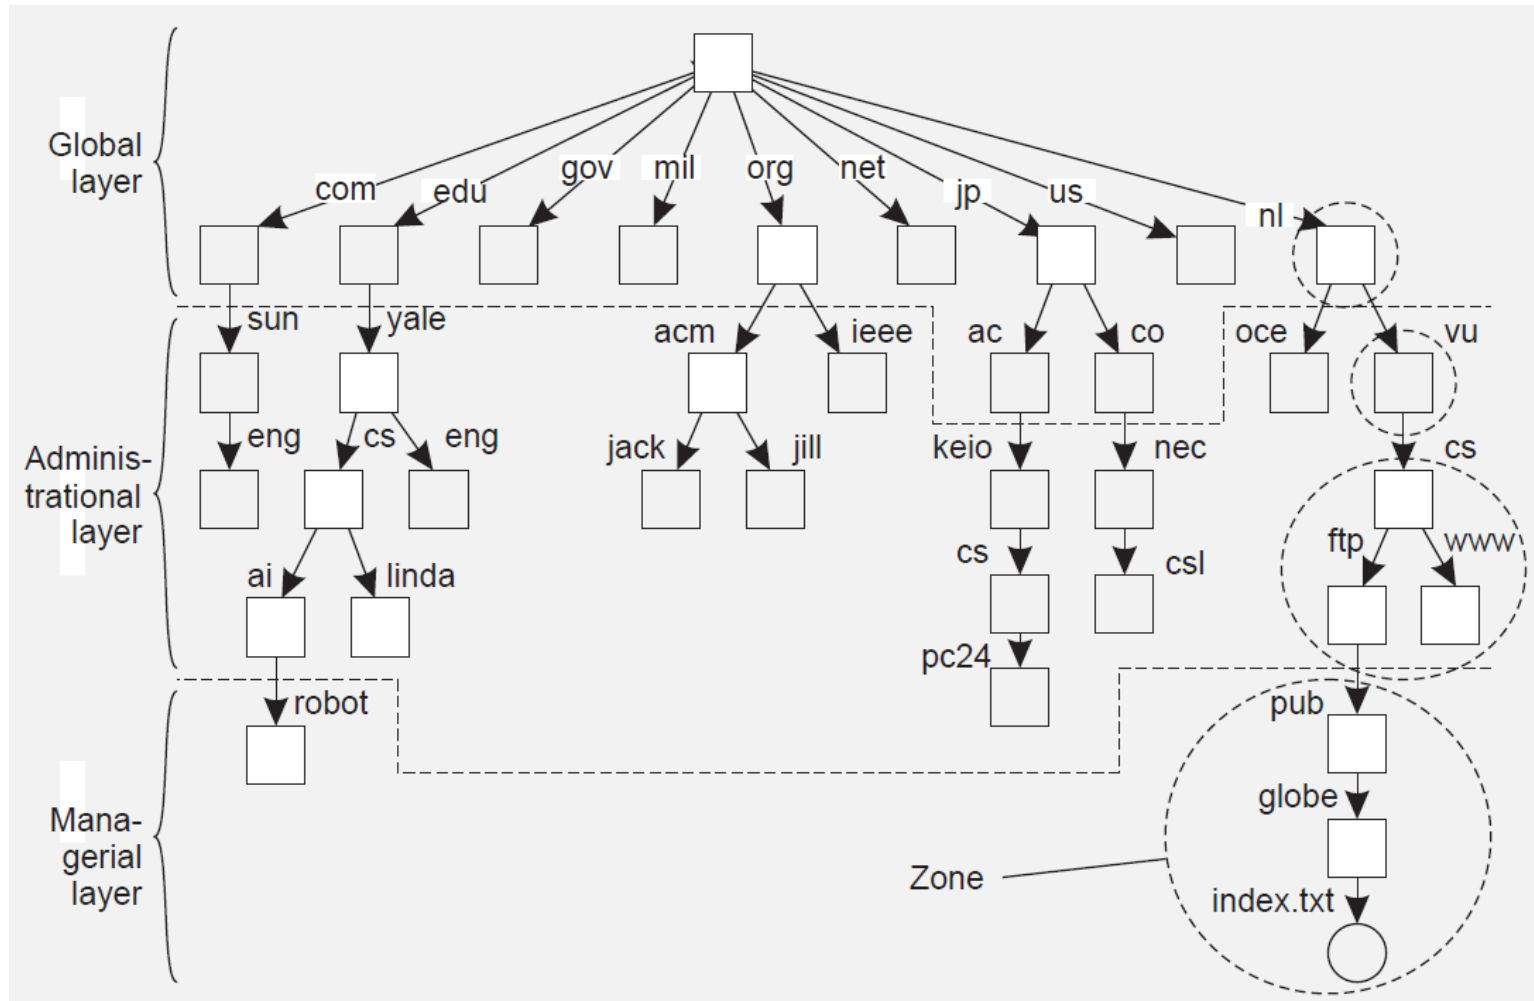 Global
layer
com
edu
gov
mil
org
net
jp
us
nl
sun
yale
acm
ieee
ac
co
oce
vu
Adminis-
trational
layer
eng
cs
eng
jack
jill
keio
nec
cs
ai
linda
cs
csl
ftp
www
pc24
robot
pub
Mana-
gerial
layer
globe
Zone
index.txt